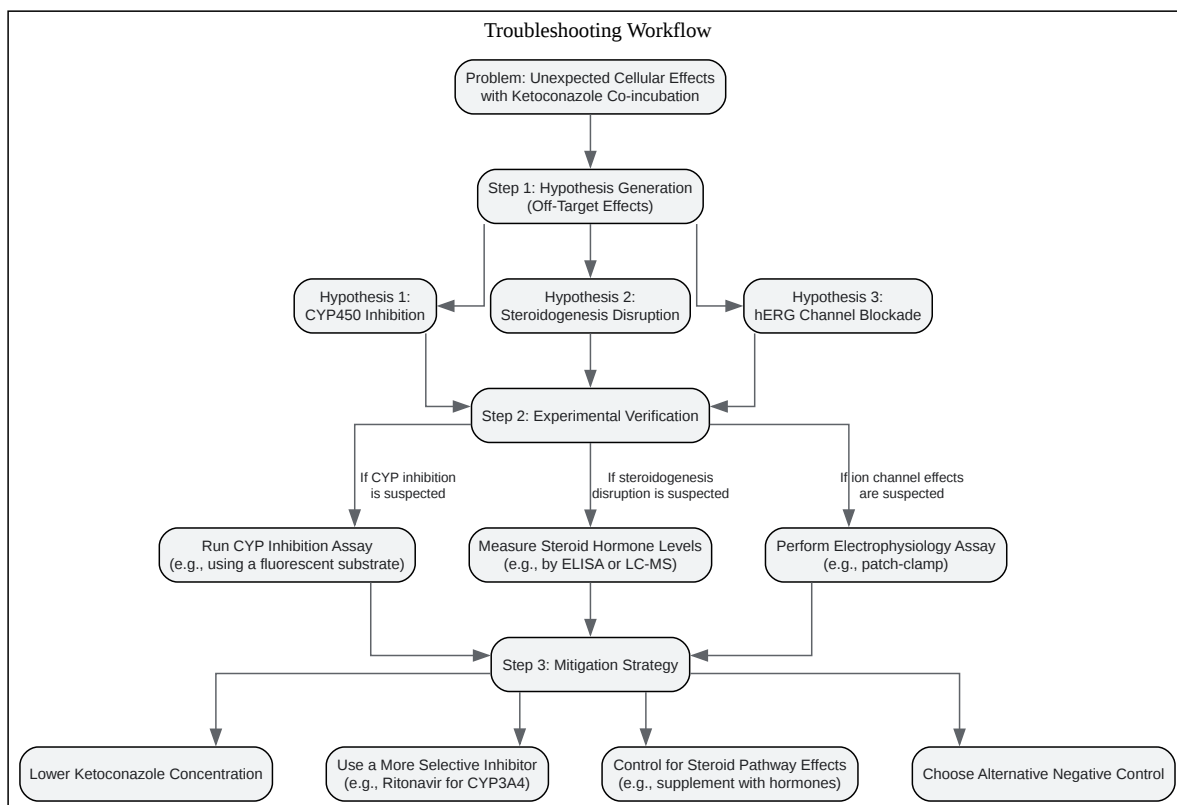 Troubleshooting Workflow
Problem: Unexpected Cellular Effects
with Ketoconazole Co-incubation
Step 1: Hypothesis Generation
(Off-Target Effects)
Hypothesis 1:
CYP450 Inhibition
Hypothesis 2:
Steroidogenesis Disruption
Hypothesis 3:
hERG Channel Blockade
Step 2: Experimental Verification
If CYP inhibition
is suspected
If steroidogenesis
disruption is suspected
If ion channel effects
are suspected
Run CYP Inhibition Assay
(e.g., using a fluorescent substrate)
Measure Steroid Hormone Levels
(e.g., by ELISA or LC-MS)
Perform Electrophysiology Assay
(e.g., patch-clamp)
Step 3: Mitigation Strategy
Lower Ketoconazole Concentration
Use a More Selective Inhibitor
(e.g., Ritonavir for CYP3A4)
Control for Steroid Pathway Effects
(e.g., supplement with hormones)
Choose Alternative Negative Control